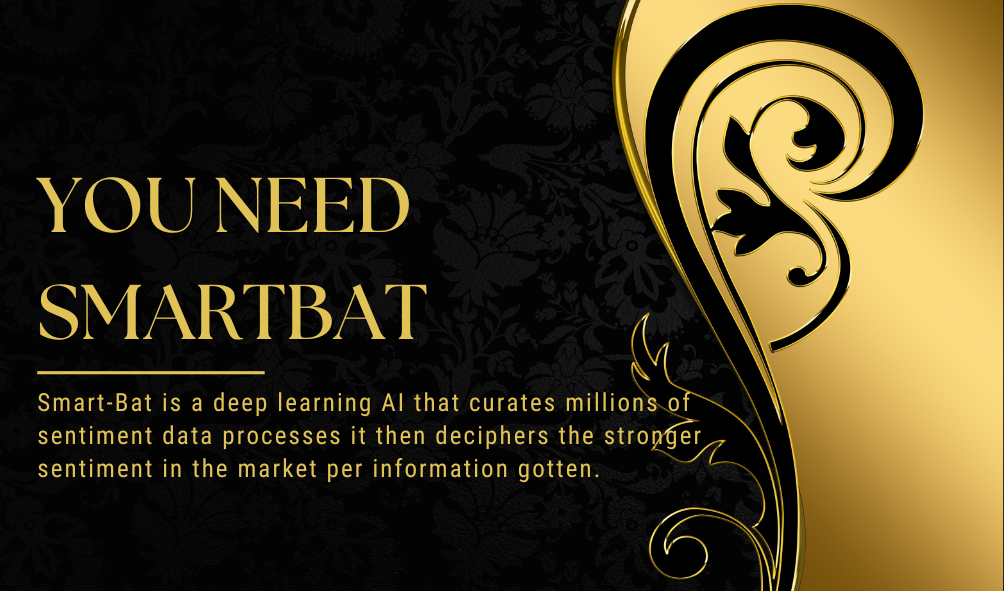 YOU NEED
SMARTBAT
Smart-Bat is a deep learning AI that curates millions of
sentiment data processes it then deciphers the stronger
sentiment in the market per information gotten.